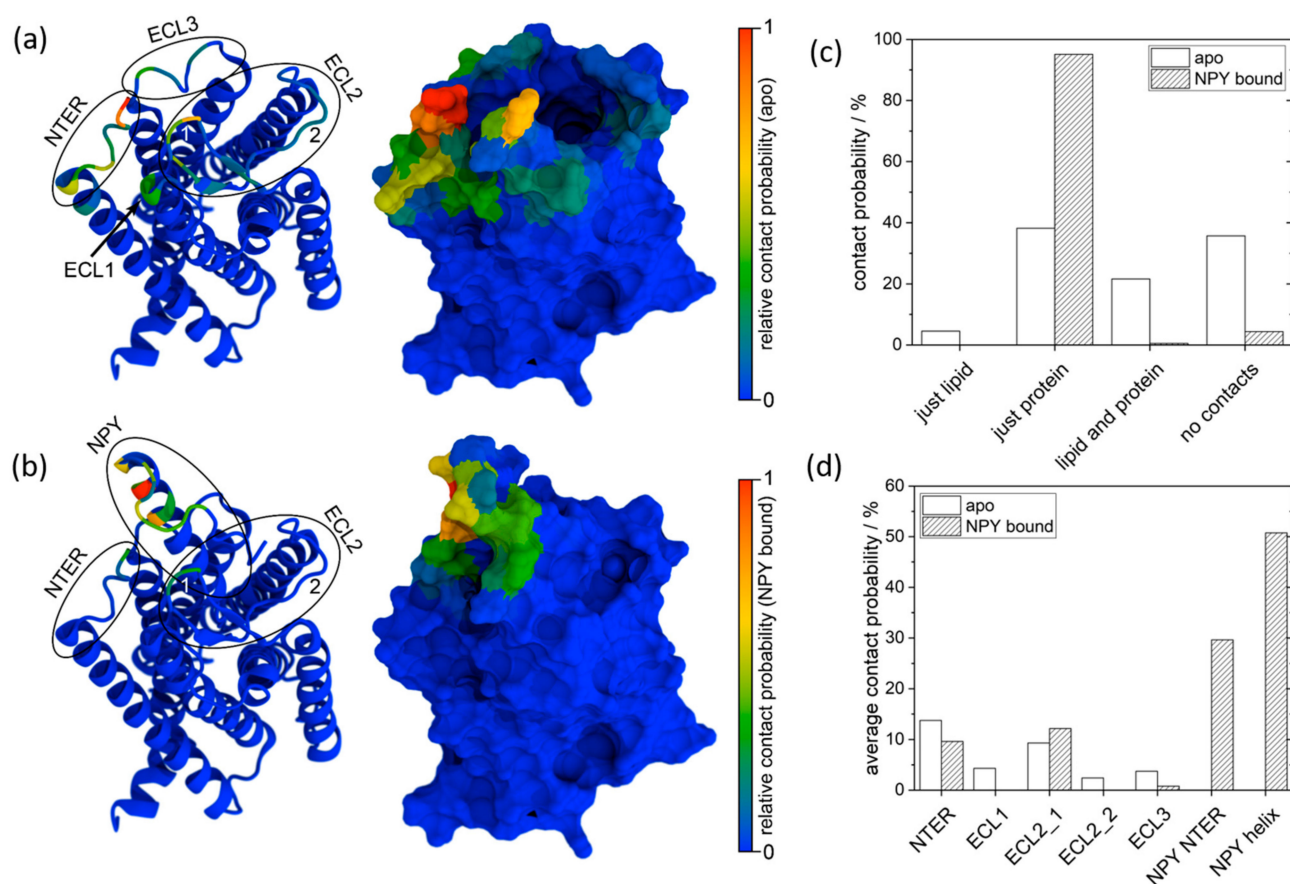 (a)
ECL3
ECL2
NTER
1
2
ECL1
1
relative contact probability (apo)
0
(b)
NPY
ECL2
NTER
1
2
1
relative contact probability (NPY bound)
0
(c)
100
80
60
40
20
0
contact probability / %
apo
NPY bound
just lipid
just protein
lipid and protein
no contacts
(d)
60
50
40
30
20
10
0
average contact probability / %
apo
NPY bound
NTER
ECL1
ECL2_1
ECL2_2
ECL3
NPY NTER
NPY helix